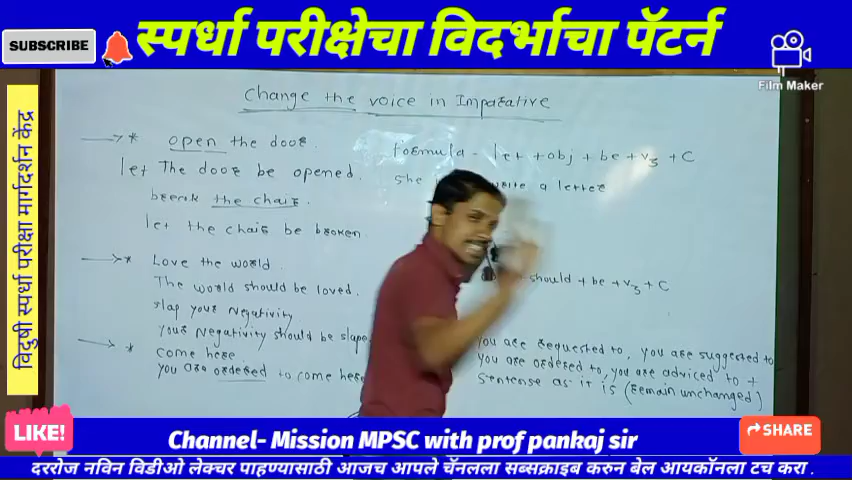 SUBSCRIBE
स्पर्धा परीक्षेचा विदर्भाचा पॅटर्न
Film Maker
विदुषी स्पर्धा परीक्षा मार्गदर्शन केंद्र
Change the voice in Imparative
* open the door.
let The door be opened.
break the chair.
let the chair be broken.
* Love the world.
The world should be loved.
slap your Negativity
Your Negativity should be slape
* come here.
You are ordered to come here
formula - let + obj + be + v3 + C
She a letter
should + be + v3 + C
You are requested to, you are suggested to
you are ordered to, you are adviced to +
sentense as it is (remain unchanged)
LIKE!
Channel- Mission MPSC with prof pankaj sir
SHARE
दररोज नविन विडीओ लेक्चर पाहण्यासाठी आजच आपले चॅनलला सब्सक्राइब करुन बेल आयकॉनला टच करा .